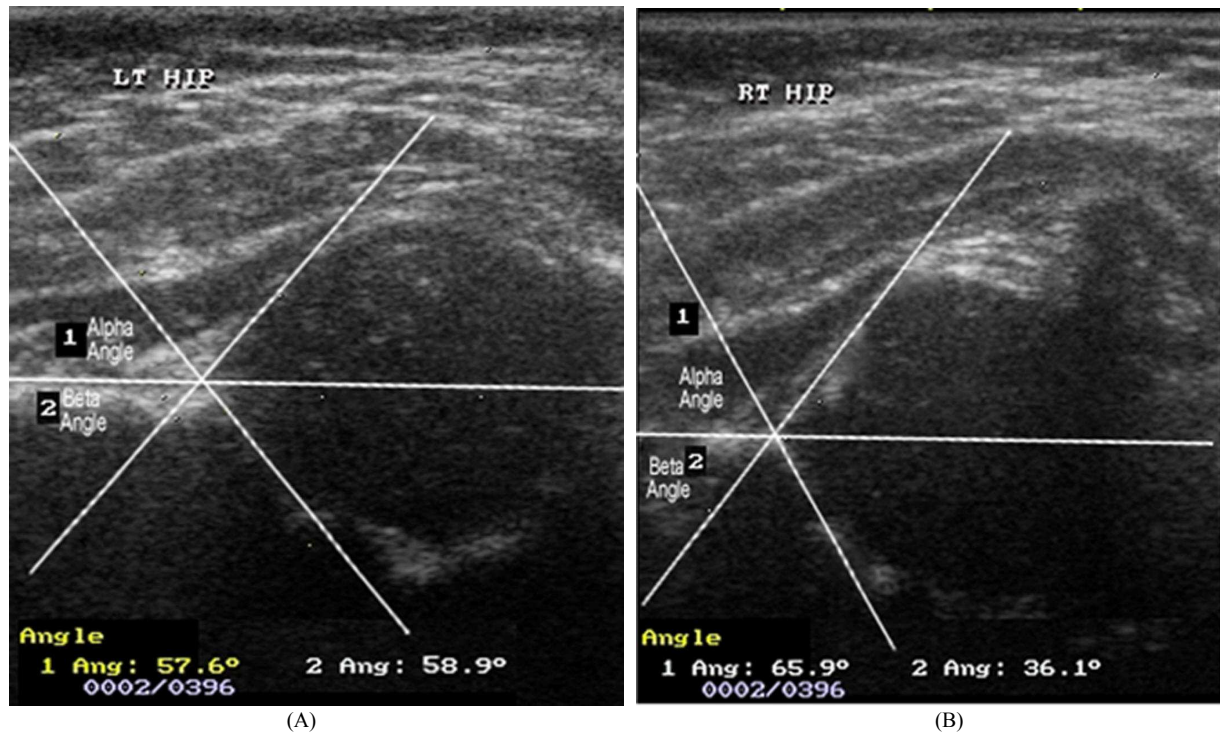 LT HIP
1 Alpha
Angle
2 Beta
Angle
Angle
1 Ang: 57.6° 2 Ang: 58.9°
0002/0396
(A)
RT HIP
1
Alpha
Angle
Beta 2
Angle
Angle
1 Ang: 65.9° 2 Ang: 36.1°
0002/0396
(B)